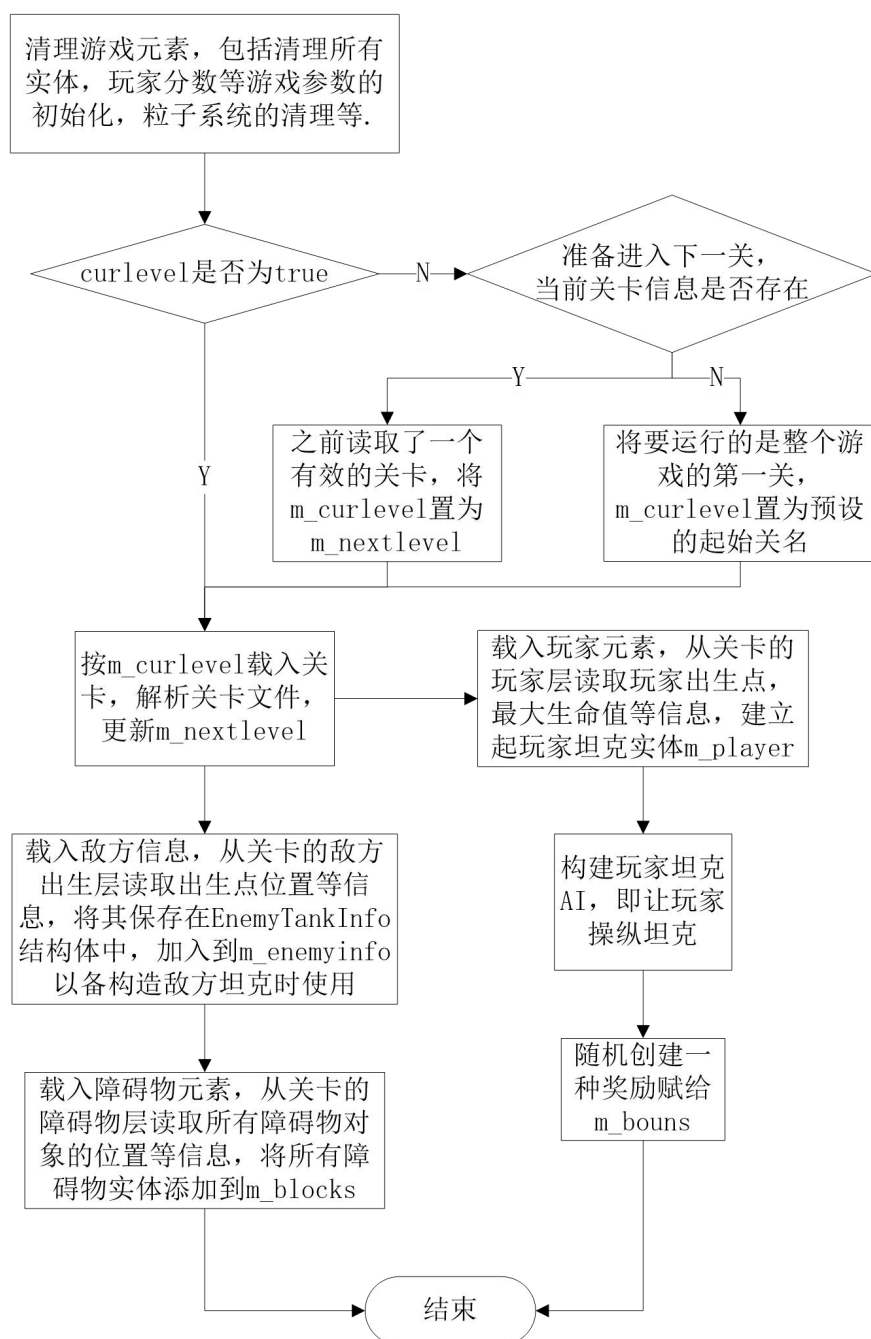 清理游戏元素，包括清理所有
实体，玩家分数等游戏参数的
初始化，粒子系统的清理等.
curlevel是否为true
N
准备进入下一关，
当前关卡信息是否存在
Y
N
Y
之前读取了一个
有效的关卡，将
m_curlevel置为
m_nextlevel
将要运行的是整个游
戏的第一关，
m_curlevel置为预设
的起始关名
按m_curlevel载入关
卡，解析关卡文件，
更新m_nextlevel
载入玩家元素，从关卡的
玩家层读取玩家出生点，
最大生命值等信息，建立
起玩家坦克实体m_player
载入敌方信息，从关卡的敌方
出生层读取出生点位置等信
息，将其保存在EnemyTankInfo
结构体中，加入到m_enemyinfo
以备构造敌方坦克时使用
构建玩家坦克
AI，即让玩家
操纵坦克
载入障碍物元素，从关卡的
障碍物层读取所有障碍物对
象的位置等信息，将所有障
碍物实体添加到m_blocks
随机创建一
种奖励赋给
m_bouns
结束